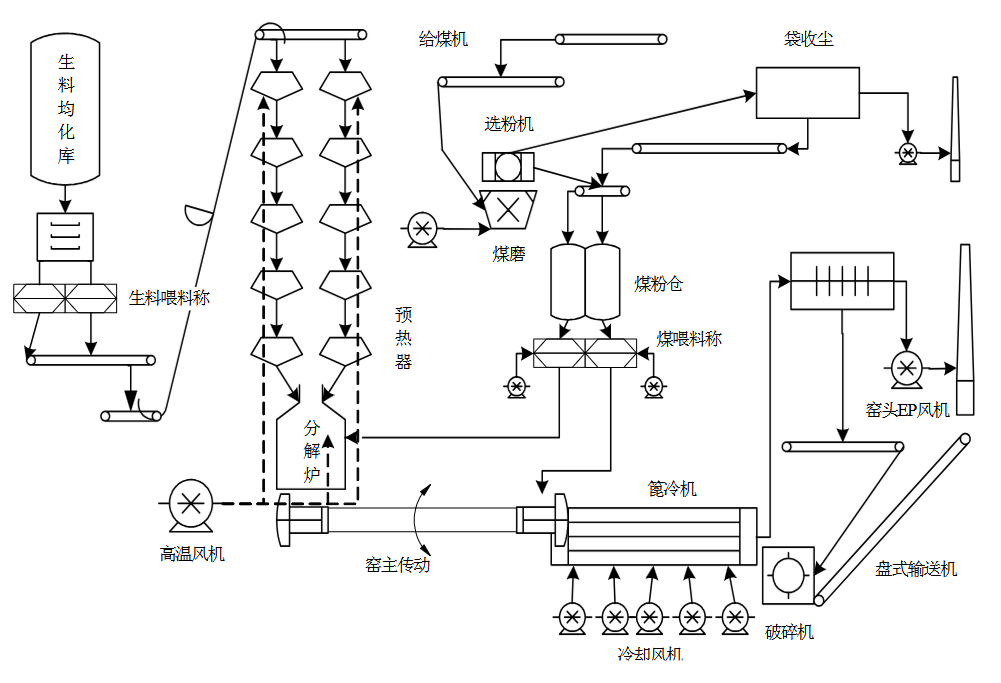 给煤机
袋收尘
生料均化库
选粉机
煤磨
生料喂料称
煤粉仓
预热器
煤喂料称
窑头EP风机
分解炉
篦冷机
高温风机
窑主传动
盘式输送机
破碎机
冷却风机